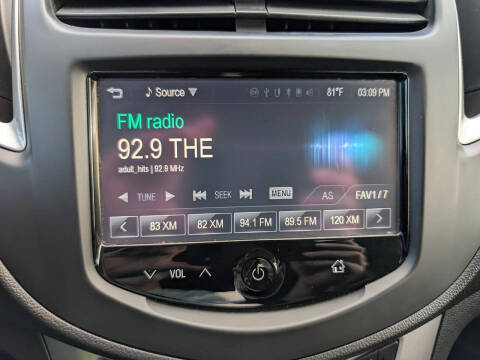 ♪ Source ▼ 81°F 03:09 PM
FM radio
92.9 THE
adult_hits | 92.9 MHz
TUNE SEEK MENU AS FAV1/7
83 XM 82 XM 94.1 FM 89.5 FM 120 XM
VOL